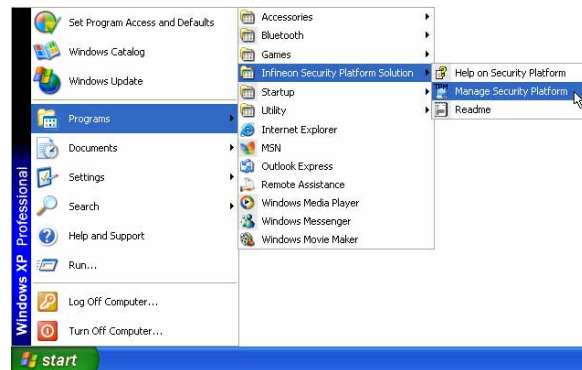 Set Program Access and Defaults
Windows Catalog
Windows Update
Programs
Documents
Settings
Search
Help and Support
Run...
Log Off Computer...
Turn Off Computer...
Windows XP Professional
start
Accessories
Bluetooth
Games
Infineon Security Platform Solution
Startup
Utility
Internet Explorer
MSN
Outlook Express
Remote Assistance
Windows Media Player
Windows Messenger
Windows Movie Maker
Help on Security Platform
TPM
Manage Security Platform
Readme